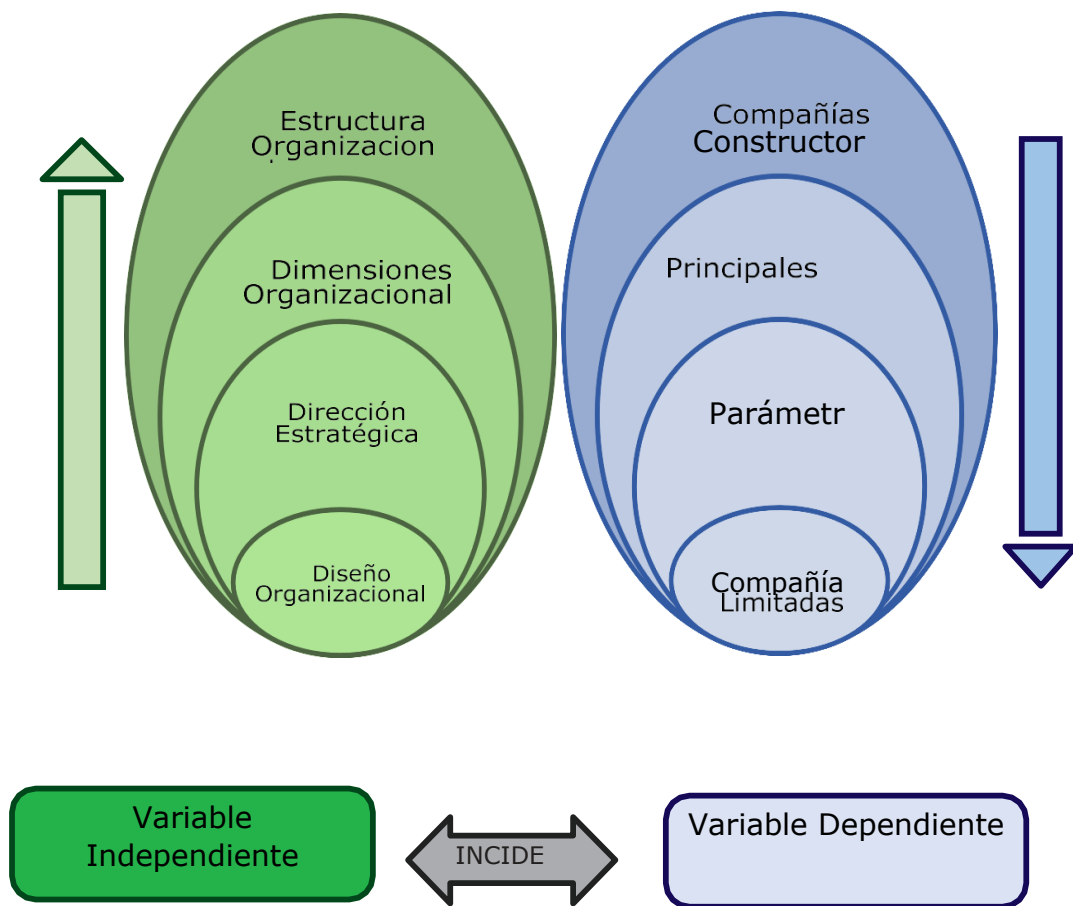 Estructura
Organizacion
Dimensiones
Organizacional
Dirección
Estratégica
Diseño
Organizacional
Compañías
Constructor
Principales
Parámetr
Compañía
Limitadas
Variable
Independiente
INCIDE
Variable Dependiente